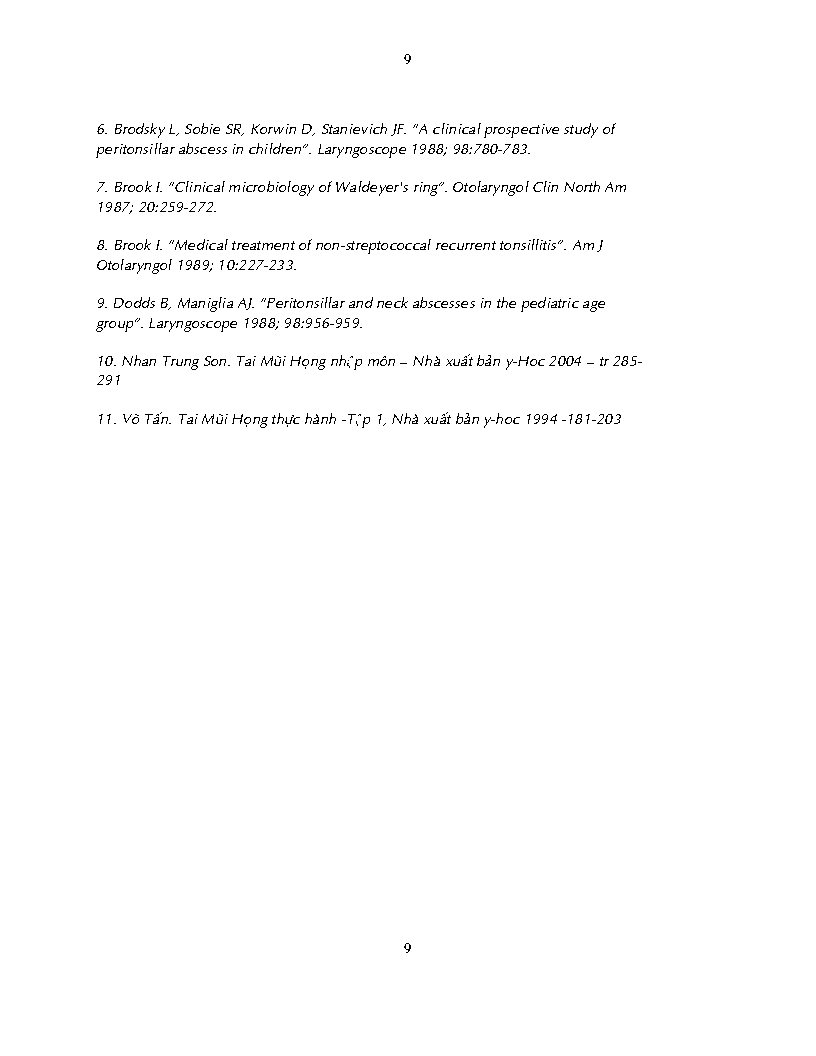 9
6. Brodsky L, Sobie SR, Korwin D, Stanievich JF. “A clinical prospective study of
peritonsillar abscess in children”. Laryngoscope 1988; 98:780-783.
7. Brook I. “Clinical microbiology of Waldeyer's ring”. Otolaryngol Clin North Am
1987; 20:259-272.
8. Brook I. “Medical treatment of non-streptococcal recurrent tonsillitis”. Am J
Otolaryngol 1989; 10:227-233.
9. Dodds B, Maniglia AJ. “Peritonsillar and neck abscesses in the pediatric age
group”. Laryngoscope 1988; 98:956-959.
10. Nhan Trung Son. Tai Mũi Họng nhập môn – Nhà xuất bản y-Hoc 2004 – tr 285-
291
11. Võ Tấn. Tai Mũi Họng thực hành -Tập 1, Nhà xuất bản y-hoc 1994 -181-203
9